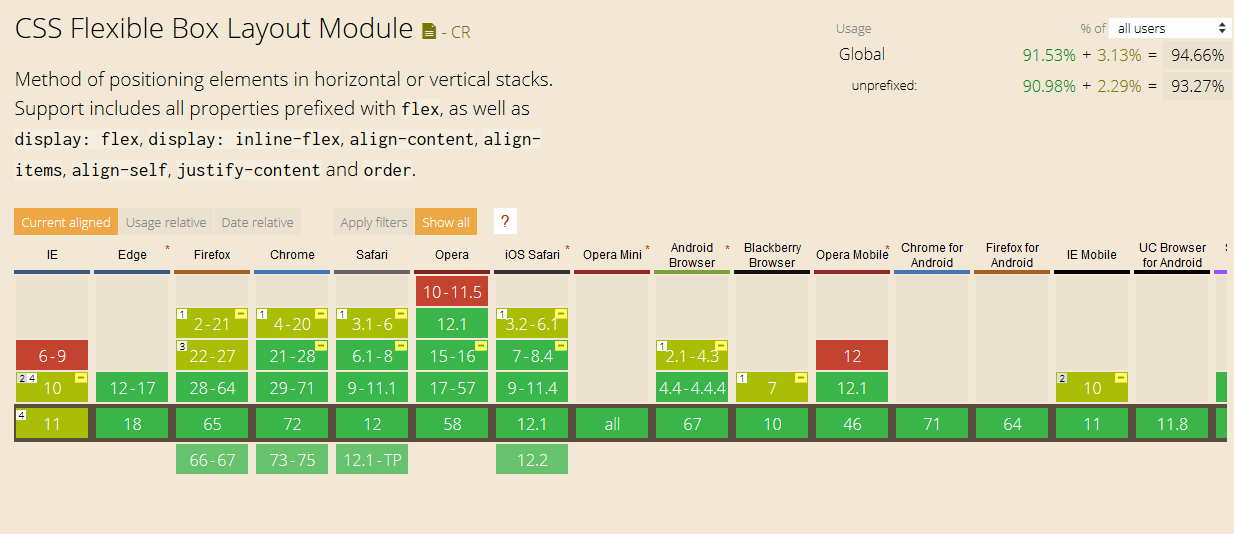 CSS Flexible Box Layout Module - CR
Usage % of all users
Global 91.53% + 3.13% = 94.66%
unprefixed: 90.98% + 2.29% = 93.27%
Method of positioning elements in horizontal or vertical stacks.
Support includes all properties prefixed with flex, as well as
display: flex, display: inline-flex, align-content, align-
items, align-self, justify-content and order.
Current aligned Usage relative Date relative Apply filters Show all ?
IE Edge * Firefox Chrome Safari Opera iOS Safari * Opera Mini * Android Browser * Blackberry Browser Opera Mobile * Chrome for Android Firefox for Android IE Mobile UC Browser for Android
10-11.5
1 2-21 - 1 4-20 - 1 3.1-6 - 12.1 1 3.2-6.1 -
6-9 3 22-27 - 21-28 - 6.1-8 - 15-16 - 7-8.4 - 1 2.1-4.3 - 12
2 4 10 - 12-17 28-64 29-71 9-11.1 17-57 9-11.4 4.4-4.4.4 1 7 - 12.1 2 10 -
4 11 18 65 72 12 58 12.1 all 67 10 46 71 64 11 11.8
66-67 73-75 12.1-TP 12.2